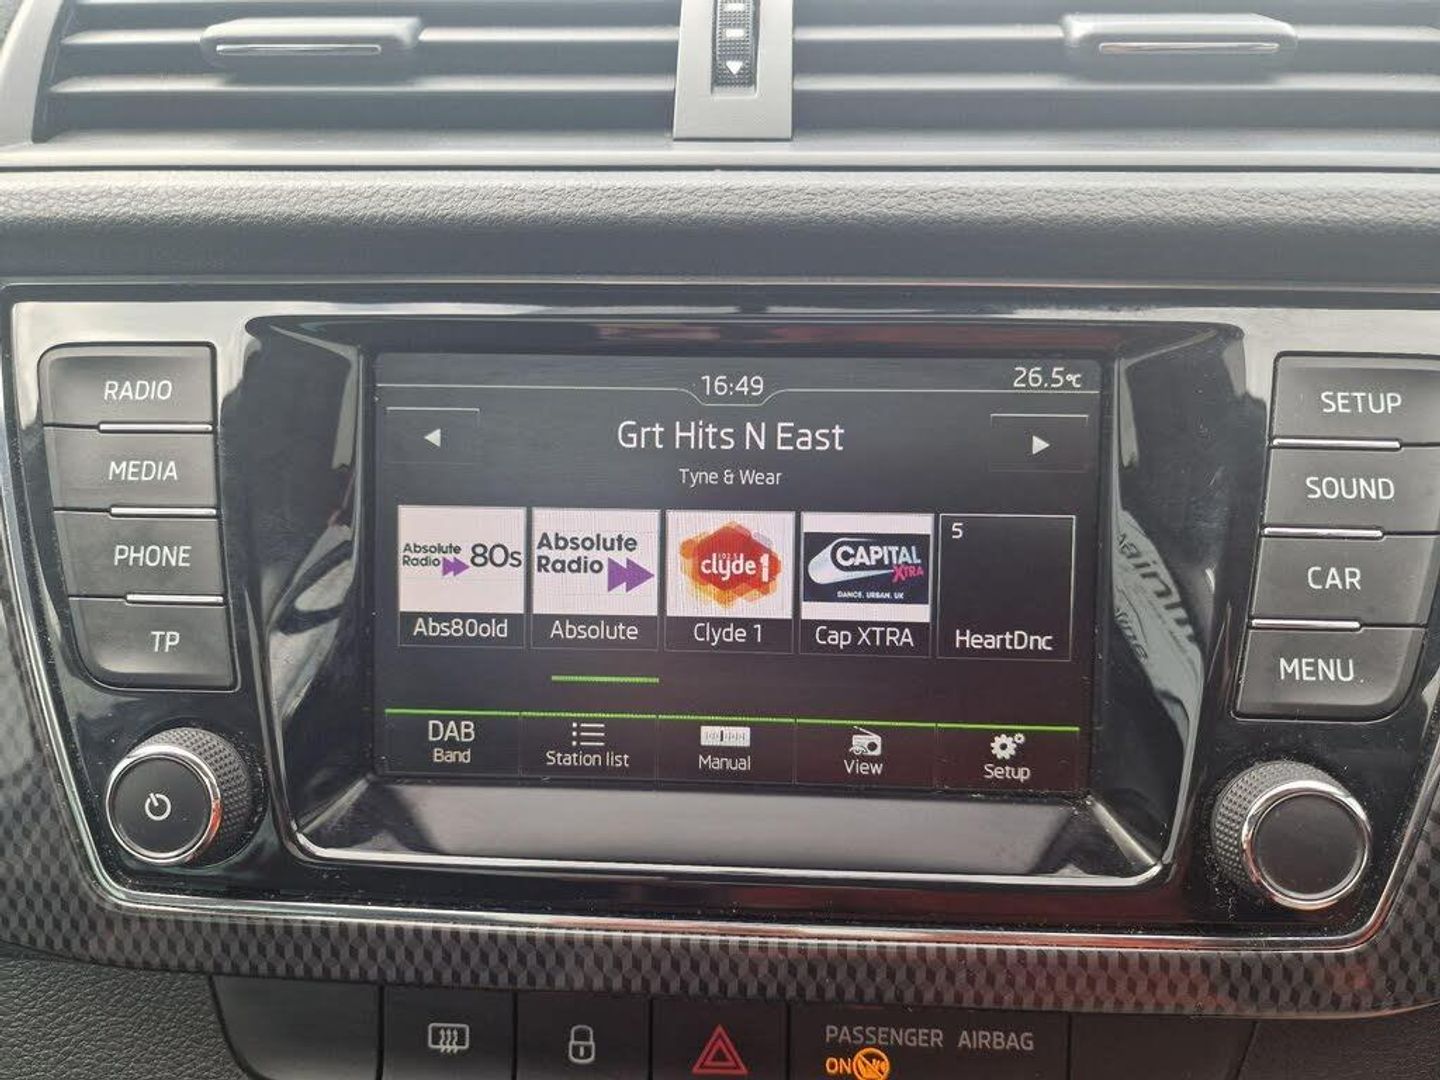 RADIO
MEDIA
PHONE
TP
16:49
26.5°C
Grt Hits N East
Tyne & Wear
Absolute Radio 80s
Abs80old
Absolute Radio
Absolute
clyde 1
Clyde 1
CAPITAL XTRA
DANCE. URBAN. UK
Cap XTRA
5
HeartDnc
DAB
Band
Station list
Manual
View
Setup
SETUP
SOUND
CAR
MENU
PASSENGER AIRBAG
ON